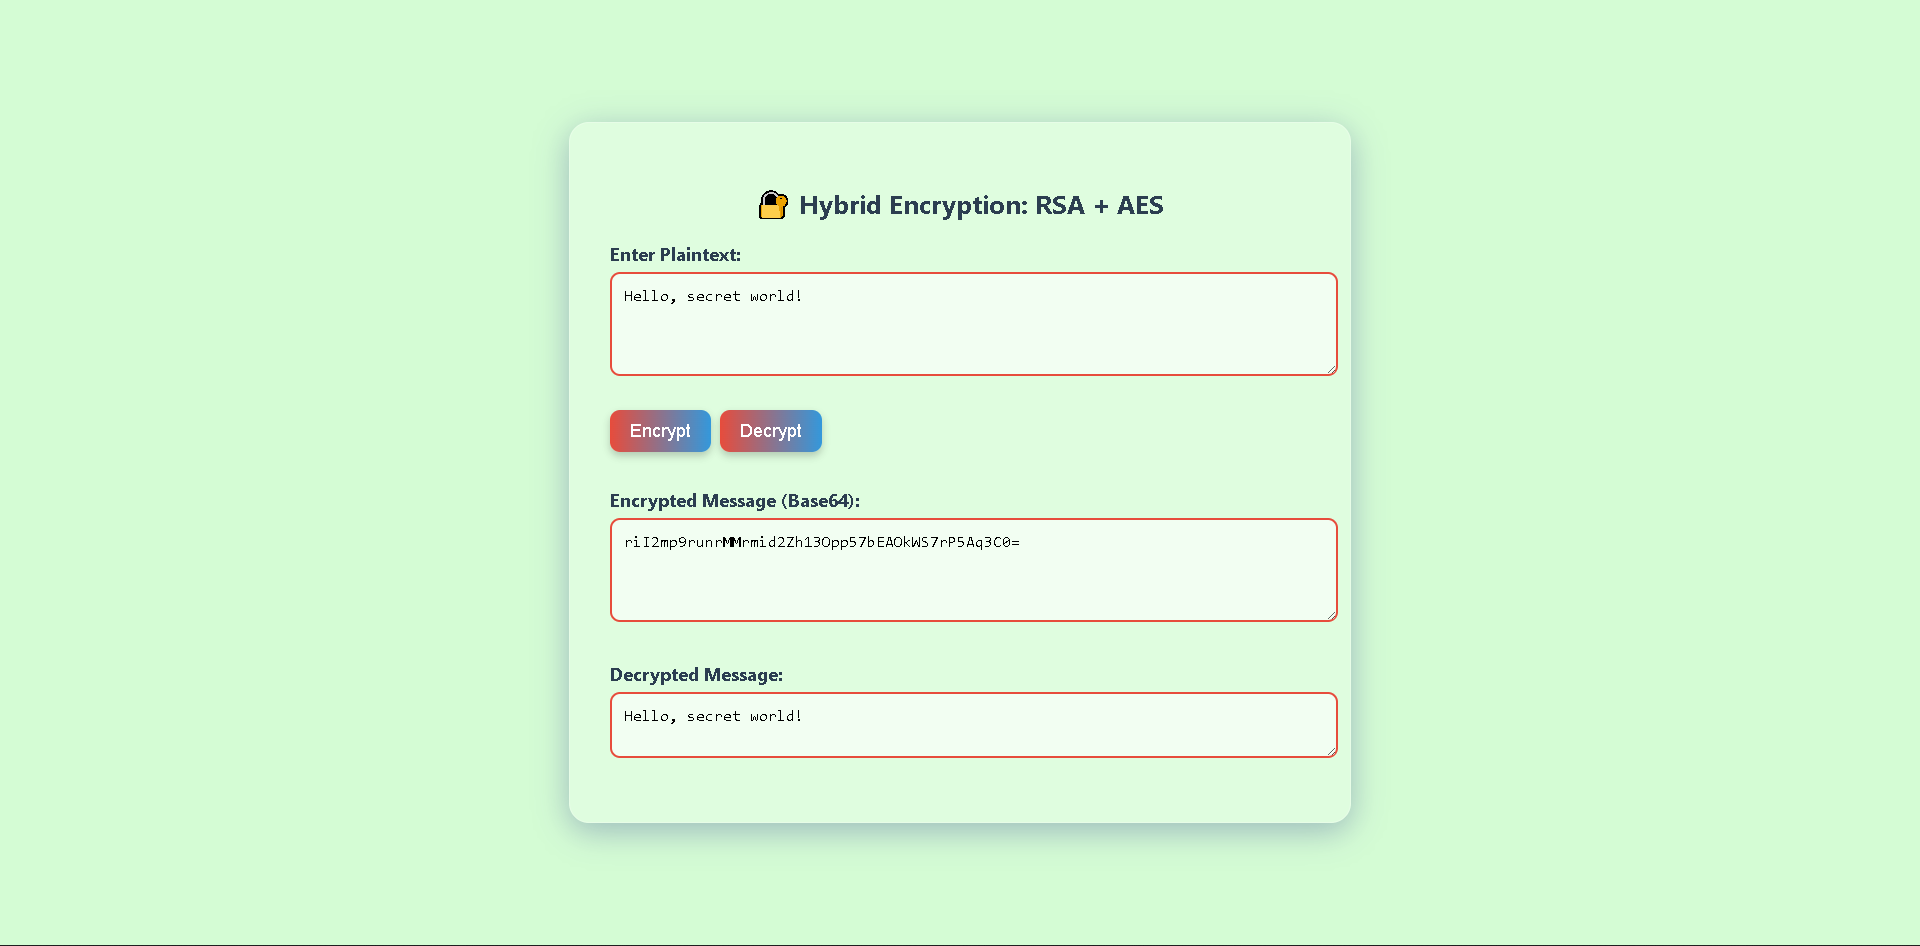 🔐 Hybrid Encryption: RSA + AES
Enter Plaintext:
Hello, secret world!
Encrypt Decrypt
Encrypted Message (Base64):
riI2mp9runrMMrmid2Zh13Opp57bEAOkWS7rP5Aq3C0=
Decrypted Message:
Hello, secret world!